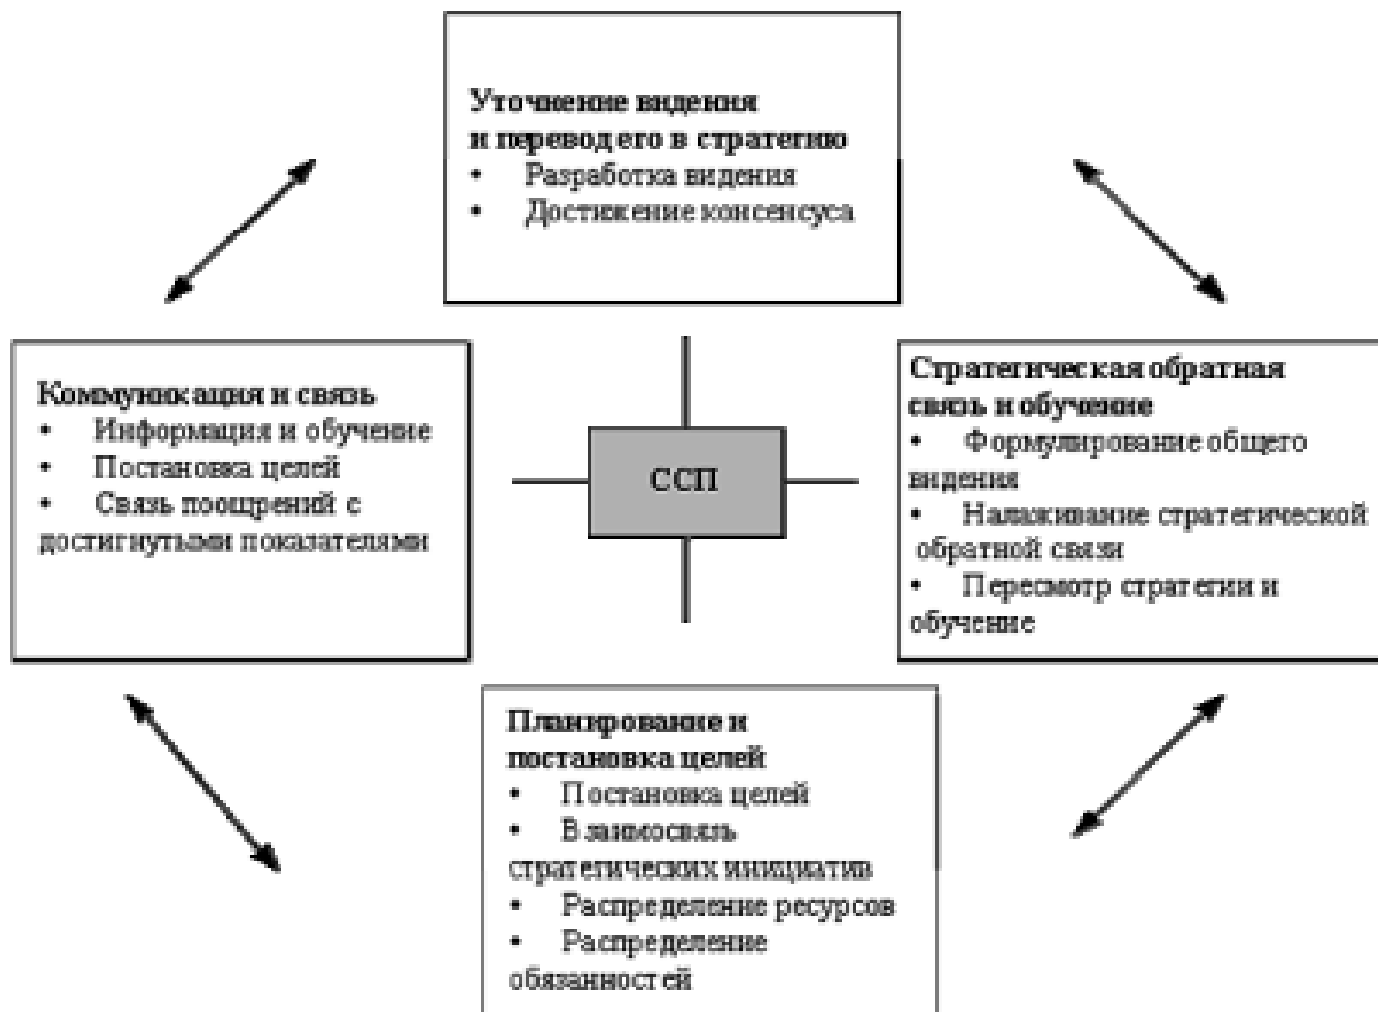 Уточнение видения
и перевод его в стратегию
• Разработка видения
• Достижение консенсуса
Коммуникация и связь
• Информация и обучение
• Постановка целей
• Связь поощрений с
достигнутыми показателями
ССП
Стратегическая обратная
связь и обучение
• Формулирование общего
видения
• Налаживание стратегической
обратной связи
• Пересмотр стратегии и
обучение
Планирование и
постановка целей
• Постановка целей
• Взаимосвязь
стратегических инициатив
• Распределение ресурсов
• Распределение
обязанностей